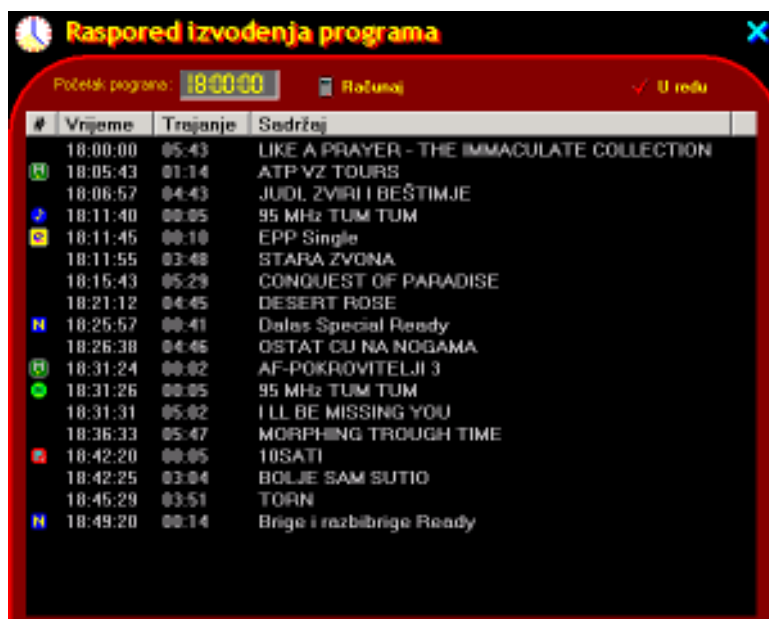 Raspored izvođenja programa
Početak programa: 18:00:00 Računaj U redu
# Vrijeme Trajanje Sadržaj
18:00:00 05:43 LIKE A PRAYER - THE IMMACULATE COLLECTION
18:05:43 01:14 ATP VZ TOURS
18:06:57 04:43 JUDI, ZVIRI I BEŠTIMJE
18:11:40 00:05 95 MHz TUM TUM
18:11:45 00:10 EPP Single
18:11:55 03:48 STARA ZVONA
18:15:43 05:29 CONQUEST OF PARADISE
18:21:12 04:45 DESERT ROSE
N 18:25:57 00:41 Dalas Special Ready
18:26:38 04:46 OSTAT CU NA NOGAMA
18:31:24 00:02 AF-POKROVITELJI 3
18:31:26 00:05 95 MHz TUM TUM
18:31:31 05:02 I LL BE MISSING YOU
18:36:33 05:47 MORPHING TROUGH TIME
18:42:20 00:05 10SATI
18:42:25 03:04 BOLJE SAM SUTIO
18:45:29 03:51 TORN
N 18:49:20 00:14 Brige i razbibrige Ready